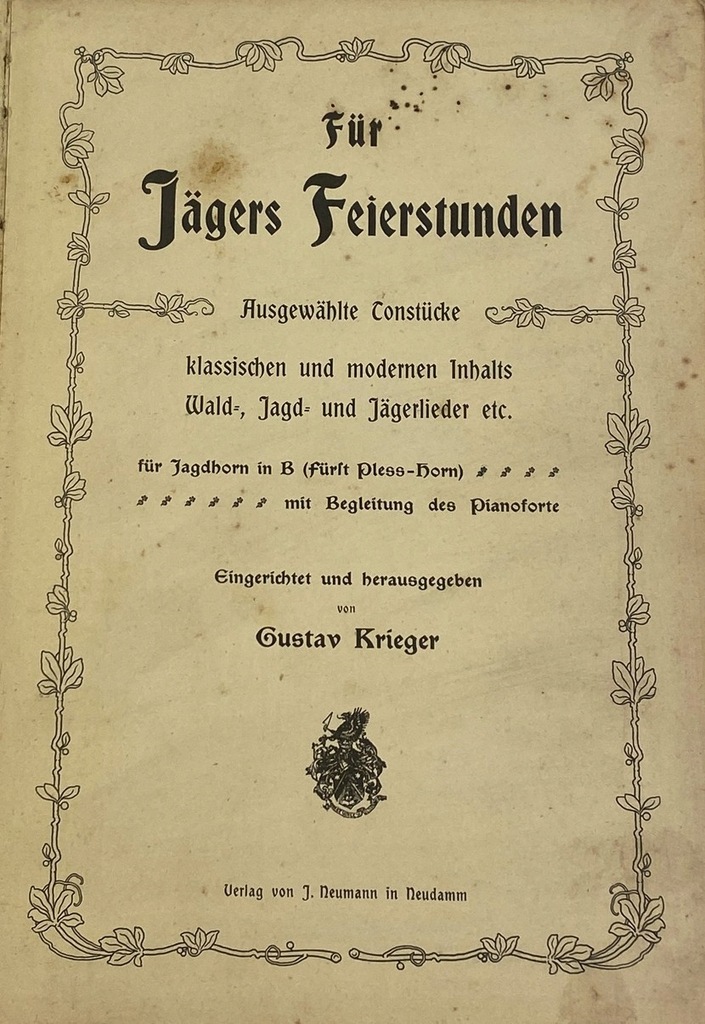 Für
Jägers Feierstunden
Ausgewählte Tonstücke
klassischen und modernen Inhalts
Wald-, Jagd- und Jägerlieder etc.
für Jagdhorn in B (Fürst Pless-Horn)
mit Begleitung des Pianoforte
Eingerichtet und herausgegeben
von
Gustav Krieger
Verlag von J. Neumann in Neudamm